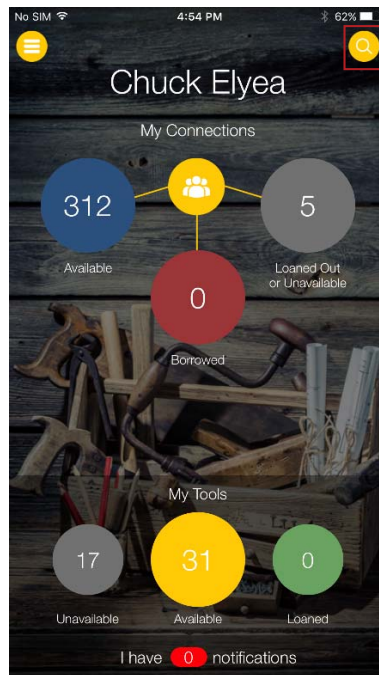 No SIM 4:54 PM 62%
Chuck Elyea
My Connections
312
5
Available
Loaned Out
or Unavailable
0
Borrowed
My Tools
17
31
0
Unavailable
Available
Loaned
I have 0 notifications